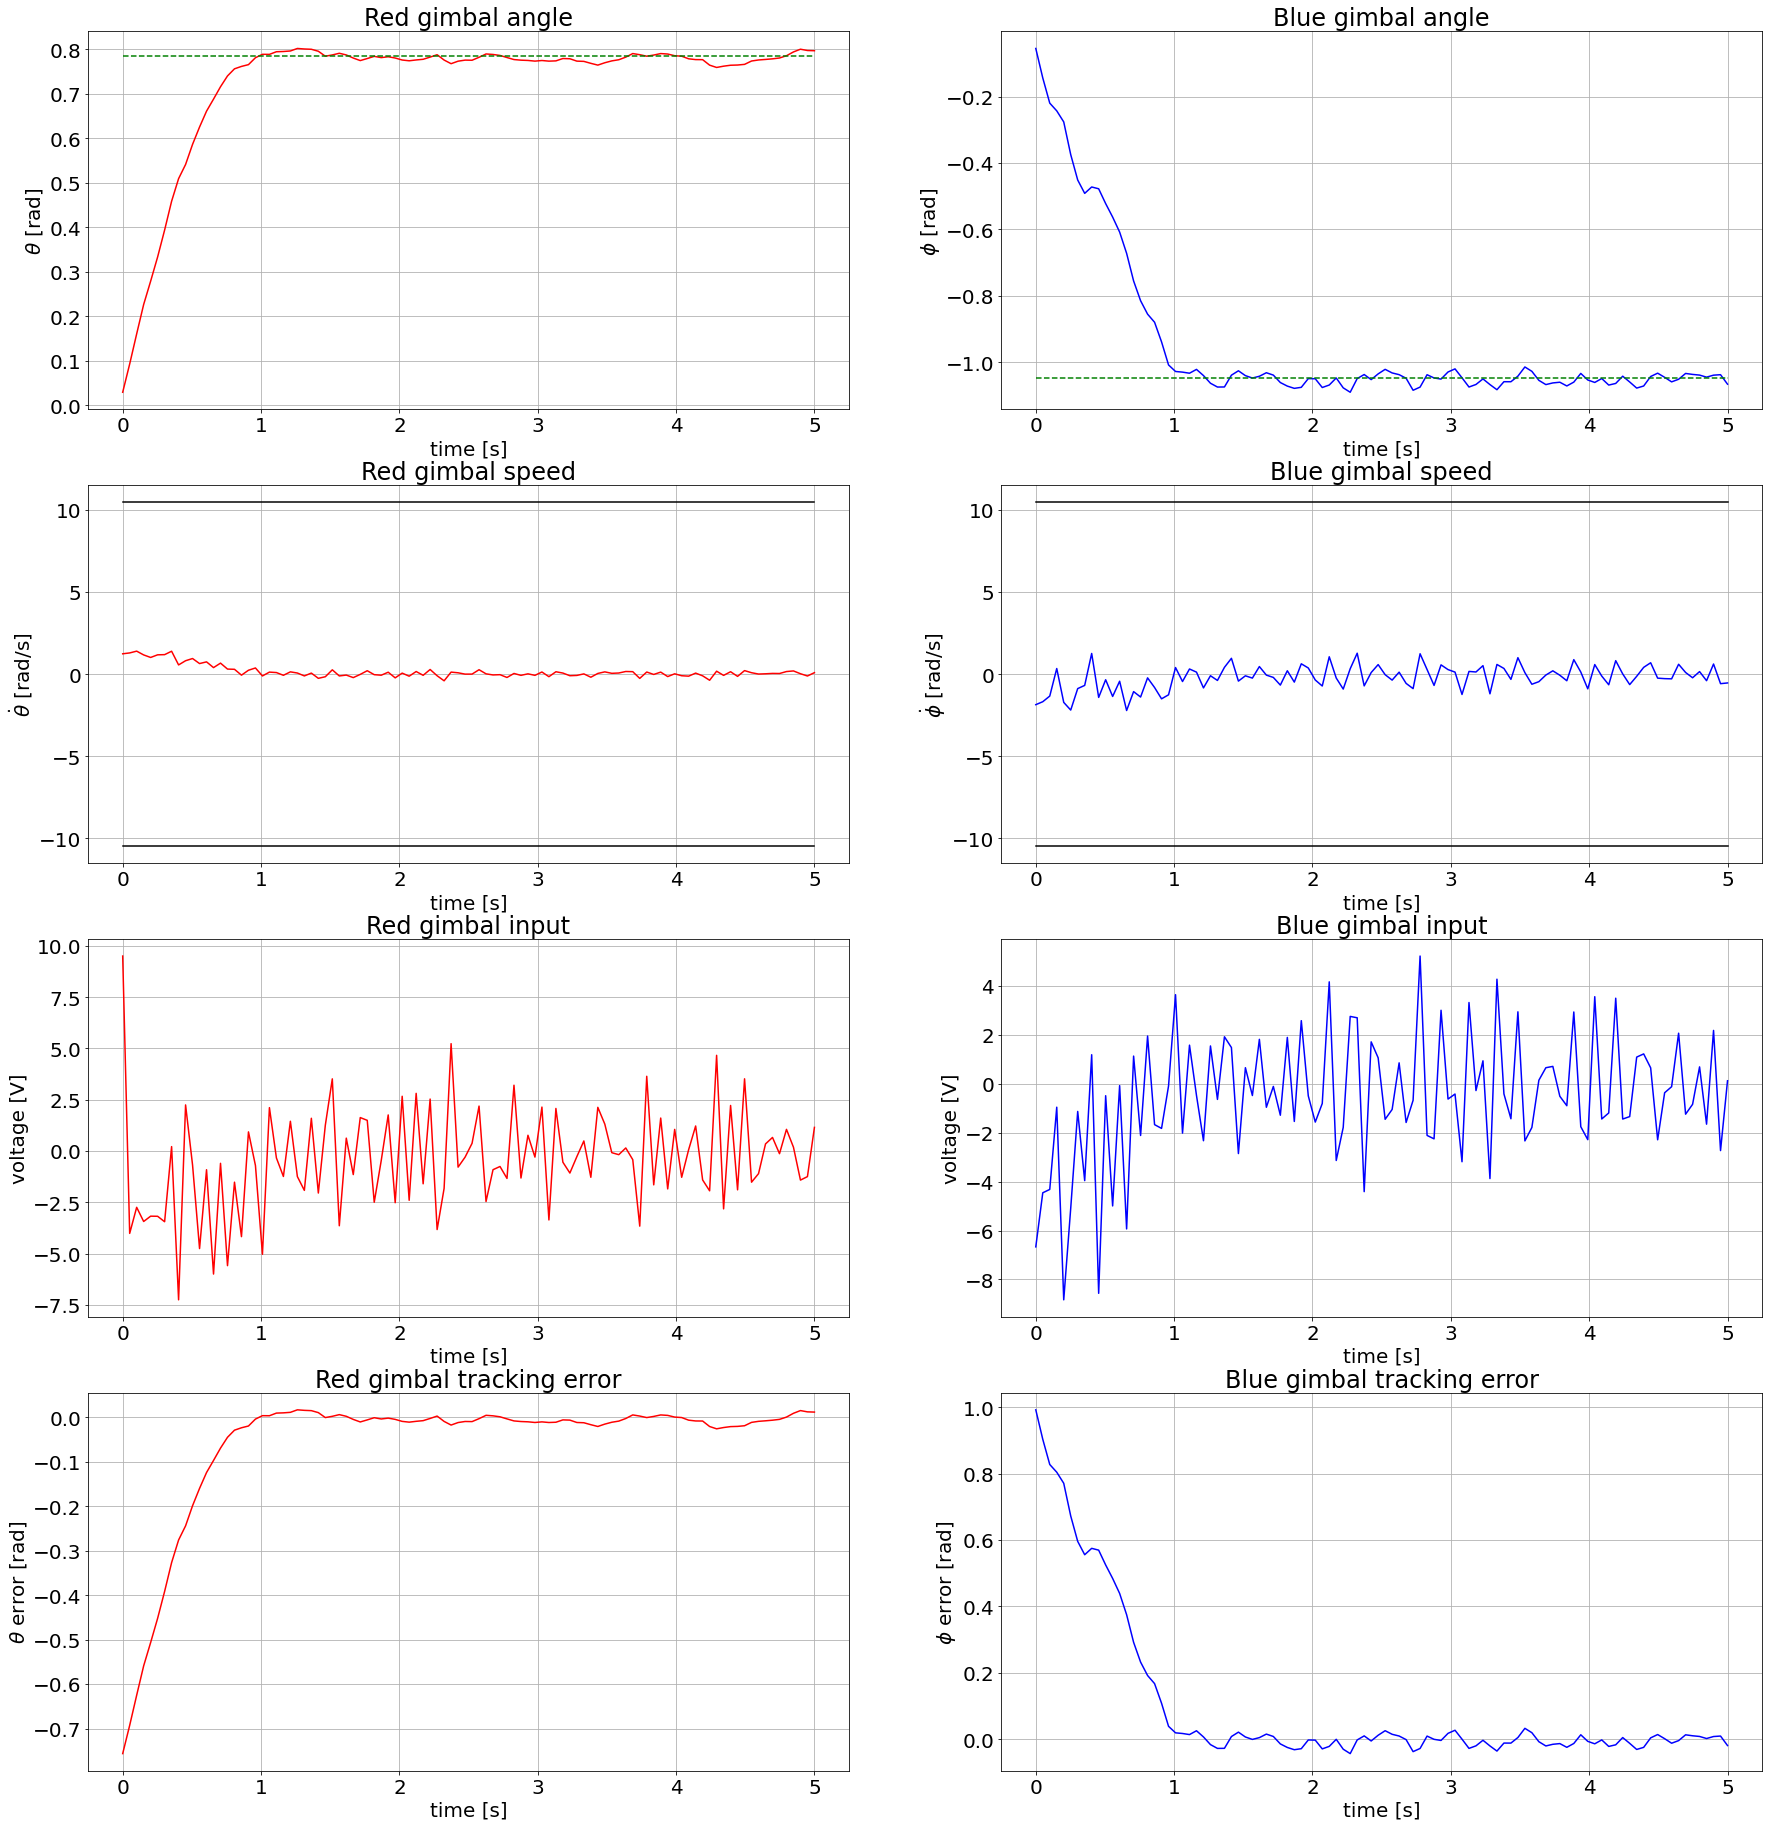 Red gimbal angle
0.8
0.7
0.6
0.5
0.4
0.3
0.2
0.1
0.0
θ [rad]
0 1 2 3 4 5
time [s]
Blue gimbal angle
−0.2
−0.4
−0.6
−0.8
−1.0
ϕ [rad]
0 1 2 3 4 5
time [s]
Red gimbal speed
10
5
0
−5
−10
θ̇ [rad/s]
0 1 2 3 4 5
time [s]
Blue gimbal speed
10
5
0
−5
−10
ϕ̇ [rad/s]
0 1 2 3 4 5
time [s]
Red gimbal input
10.0
7.5
5.0
2.5
0.0
−2.5
−5.0
−7.5
voltage [V]
0 1 2 3 4 5
time [s]
Blue gimbal input
4
2
0
−2
−4
−6
−8
voltage [V]
0 1 2 3 4 5
time [s]
Red gimbal tracking error
0.0
−0.1
−0.2
−0.3
−0.4
−0.5
−0.6
−0.7
θ error [rad]
0 1 2 3 4 5
time [s]
Blue gimbal tracking error
1.0
0.8
0.6
0.4
0.2
0.0
ϕ error [rad]
0 1 2 3 4 5
time [s]